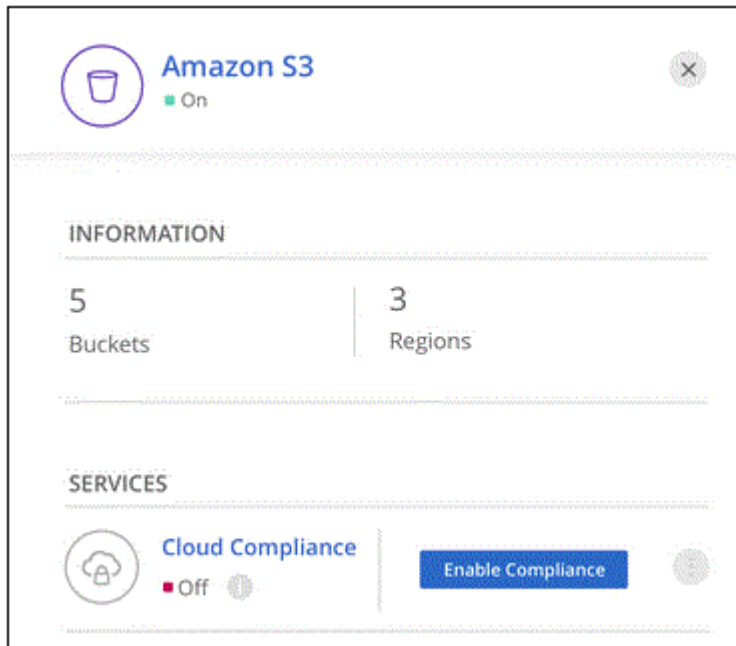 Amazon S3
On
INFORMATION
5
Buckets
3
Regions
SERVICES
Cloud Compliance
Off
Enable Compliance